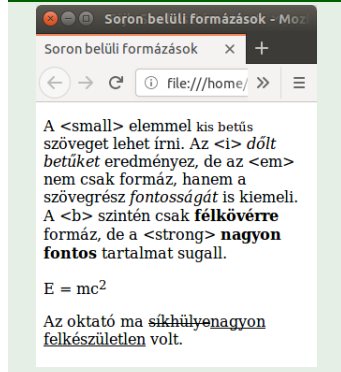 Soron belüli formázások - Mozi
Soron belüli formázások × +
file:///home/
A <small> elemmel kis betűs
szöveget lehet írni. Az <i> dőlt
betűket eredményez, de az <em>
nem csak formáz, hanem a
szövegrész fontosságát is kiemeli.
A <b> szintén csak félkövérre
formáz, de a <strong> nagyon
fontos tartalmat sugall.
E = mc²
Az oktató ma síkhülyenagyon
felkészületlen volt.